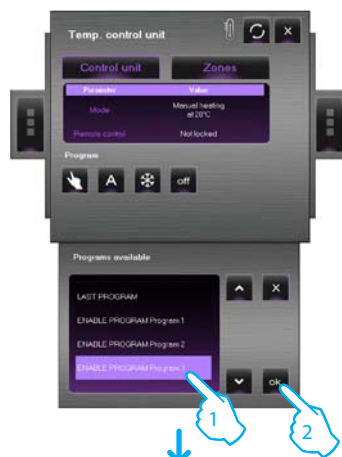 Temp. control unit
Control unit
Zones
Parameter Value
Mode Manual heating
at 20°C
Remote control Not locked
Program
A
off
Programs available
LAST PROGRAM
ENABLE PROGRAM Program 1
ENABLE PROGRAM Program 2
ENABLE PROGRAM Program 3
ok
1
2